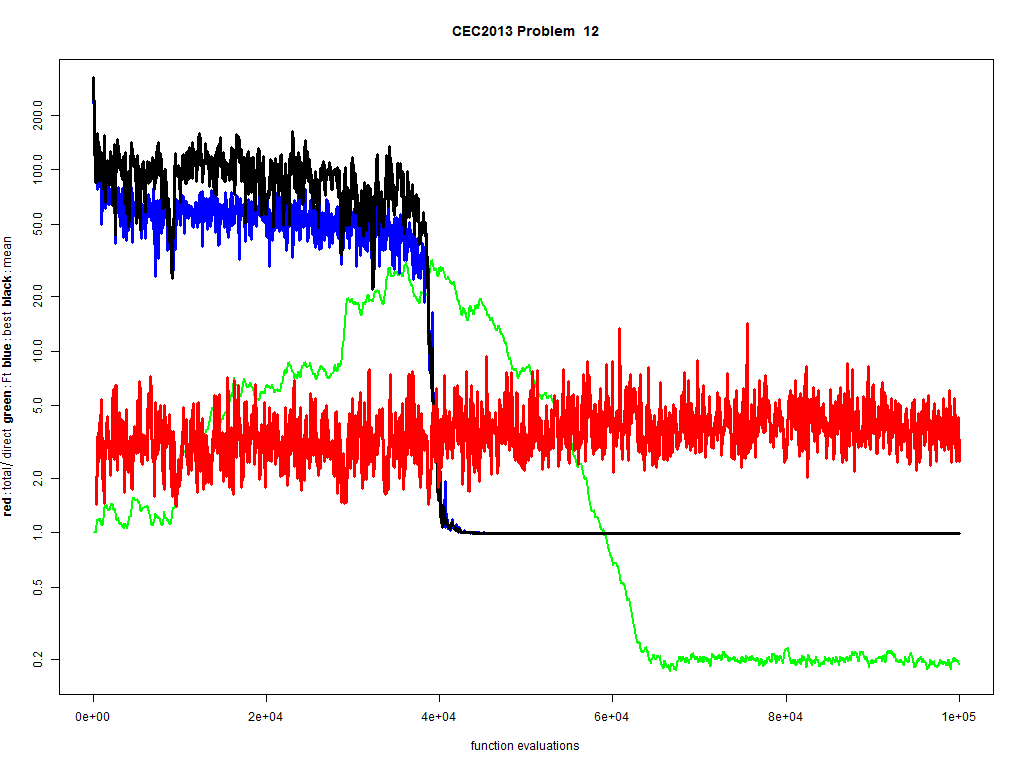 CEC2013 Problem 12
red : total/ direct green : Ft blue : best black : mean
200.0
100.0
50.0
20.0
10.0
5.0
2.0
1.0
0.5
0.2
0e+00 2e+04 4e+04 6e+04 8e+04 1e+05
function evaluations